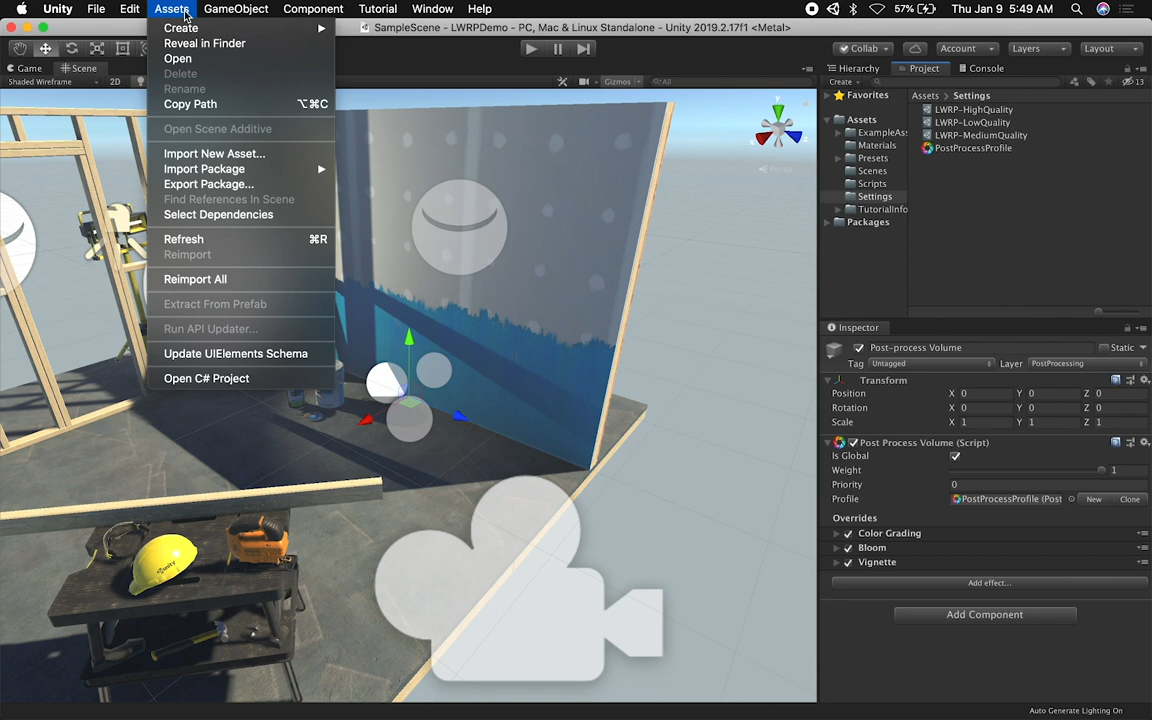 Unity File Edit Assets GameObject Component Tutorial Window Help 57% Thu Jan 9 5:49 AM
SampleScene - LWRPDemo - PC, Mac & Linux Standalone - Unity 2019.2.17f1 <Metal>
Collab Account Layers Layout
Game Scene
Shaded Wireframe 2D Gizmos All
Create
Reveal in Finder
Open
Delete
Rename
Copy Path ⌥⌘C
Open Scene Additive
Import New Asset...
Import Package
Export Package...
Find References In Scene
Select Dependencies
Refresh ⌘R
Reimport
Reimport All
Extract From Prefab
Run API Updater...
Update UIElements Schema
Open C# Project
y
x
z
Persp
unity
Hierarchy Project Console
Create 13
Favorites
Assets
ExampleAss
Materials
Presets
Scenes
Scripts
Settings
TutorialInfo
Packages
Assets > Settings
LWRP-HighQuality
LWRP-LowQuality
LWRP-MediumQuality
PostProcessProfile
Inspector
Post-process Volume Static
Tag Untagged Layer PostProcessing
Transform
Position X 0 Y 0 Z 0
Rotation X 0 Y 0 Z 0
Scale X 1 Y 1 Z 1
Post Process Volume (Script)
Is Global
Weight 1
Priority 0
Profile PostProcessProfile (Post New Clone
Overrides
Color Grading
Bloom
Vignette
Add effect...
Add Component
Auto Generate Lighting On